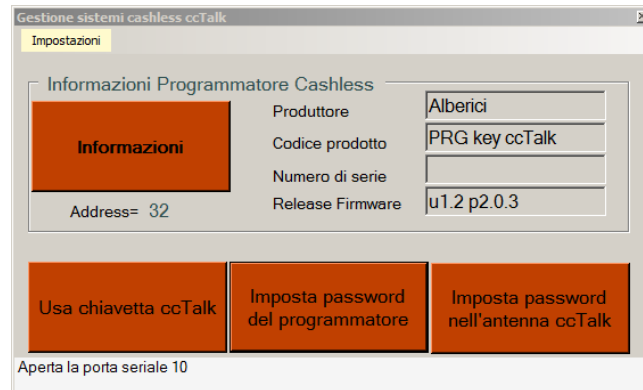 Gestione sistemi cashless ccTalk
Impostazioni
Informazioni Programmatore Cashless
Informazioni
Address= 32
Produttore
Alberici
Codice prodotto
PRG key ccTalk
Numero di serie
Release Firmware
u1.2 p2.0.3
Usa chiavetta ccTalk
Imposta password
del programmatore
Imposta password
nell'antenna ccTalk
Aperta la porta seriale 10